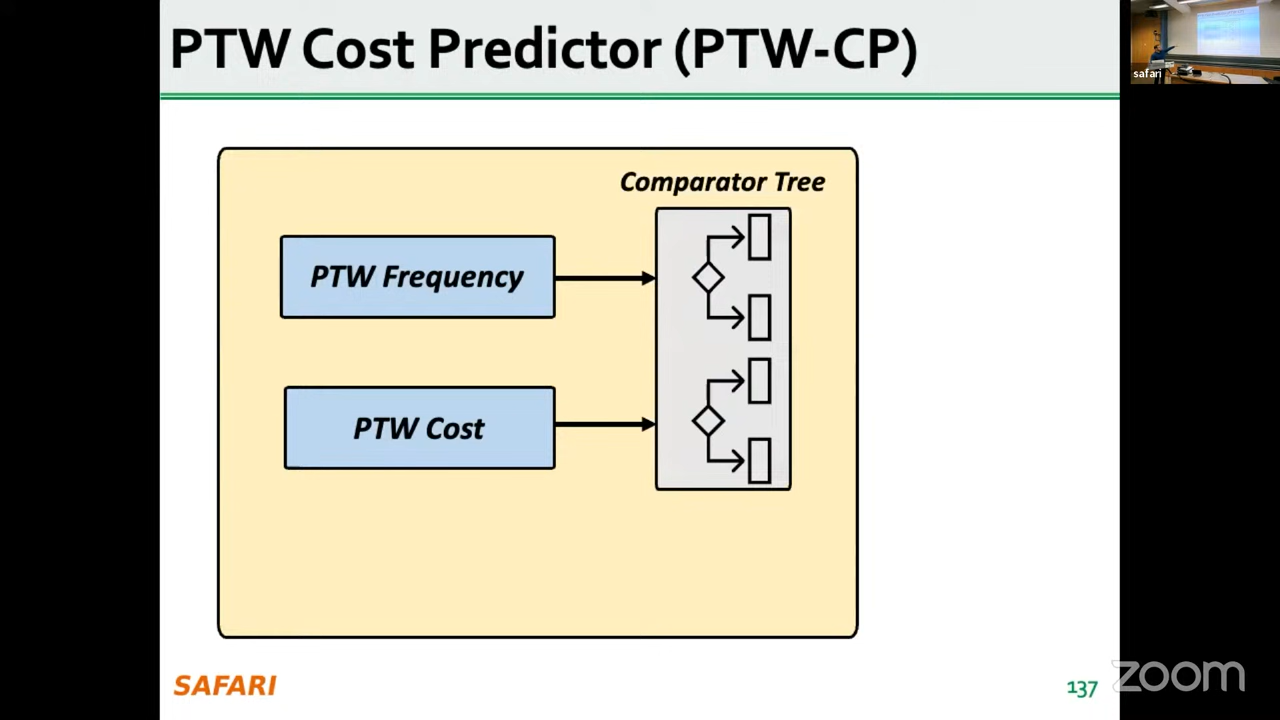 PTW Cost Predictor (PTW-CP)
safari
Comparator Tree
PTW Frequency
PTW Cost
SAFARI
137
zoom